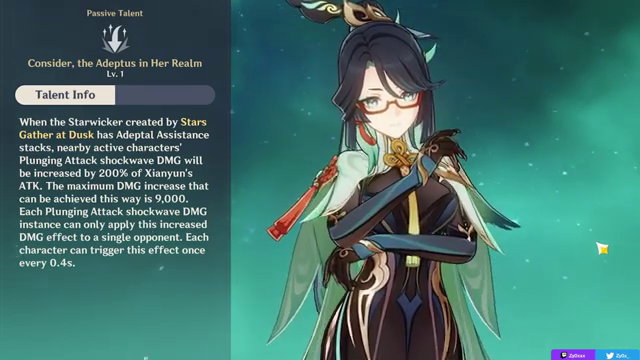 Passive Talent
Consider, the Adeptus in Her Realm
Lv. 1
Talent Info
When the Starwicker created by Stars
Gather at Dusk has Adeptal Assistance
stacks, nearby active characters'
Plunging Attack shockwave DMG will
be increased by 200% of Xianyun's
ATK. The maximum DMG increase that
can be achieved this way is 9,000.
Each Plunging Attack shockwave DMG
instance can only apply this increased
DMG effect to a single opponent. Each
character can trigger this effect once
every 0.4s.